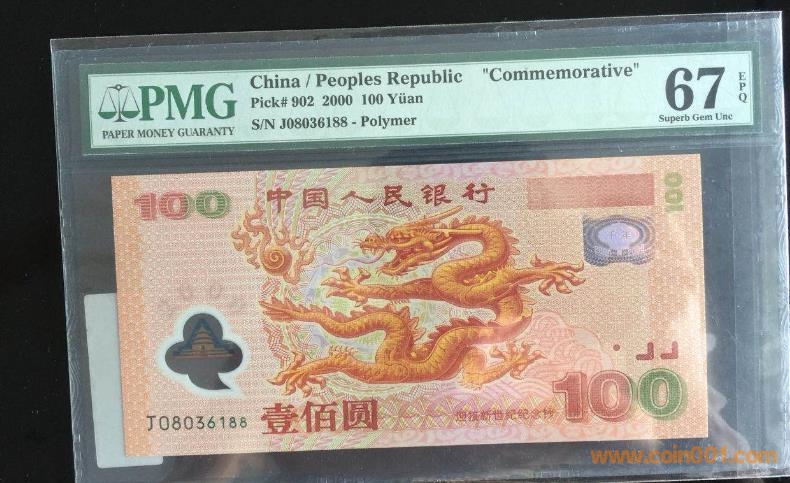 PMG
PAPER MONEY GUARANTY
China / Peoples Republic "Commemorative"
Pick# 902 2000 100 Yüan
S/N J08036188 - Polymer
67 EPQ
Superb Gem Unc
100
中国人民银行
100
J08036188
壹佰圆
迎接新世纪纪念钞
100
www.coin001.com